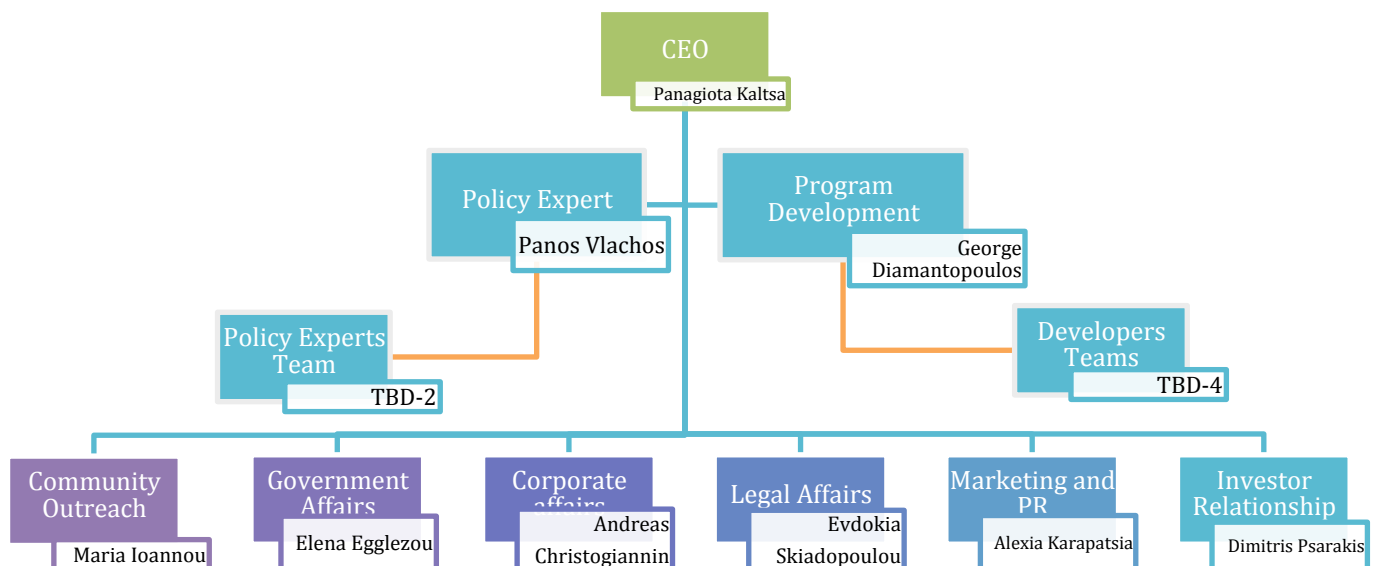 CEO
Panagiota Kaltsa
Policy Expert
Panos Vlachos
Program
Development
George
Diamantopoulos
Policy Experts
Team
TBD-2
Developers
Teams
TBD-4
Community
Outreach
Maria Ioannou
Government
Affairs
Elena Egglezou
Corporate
affairs
Andreas
Christogiannin
Legal Affairs
Evdokia
Skiadopoulou
Marketing and
PR
Alexia Karapatsia
Investor
Relationship
Dimitris Psarakis